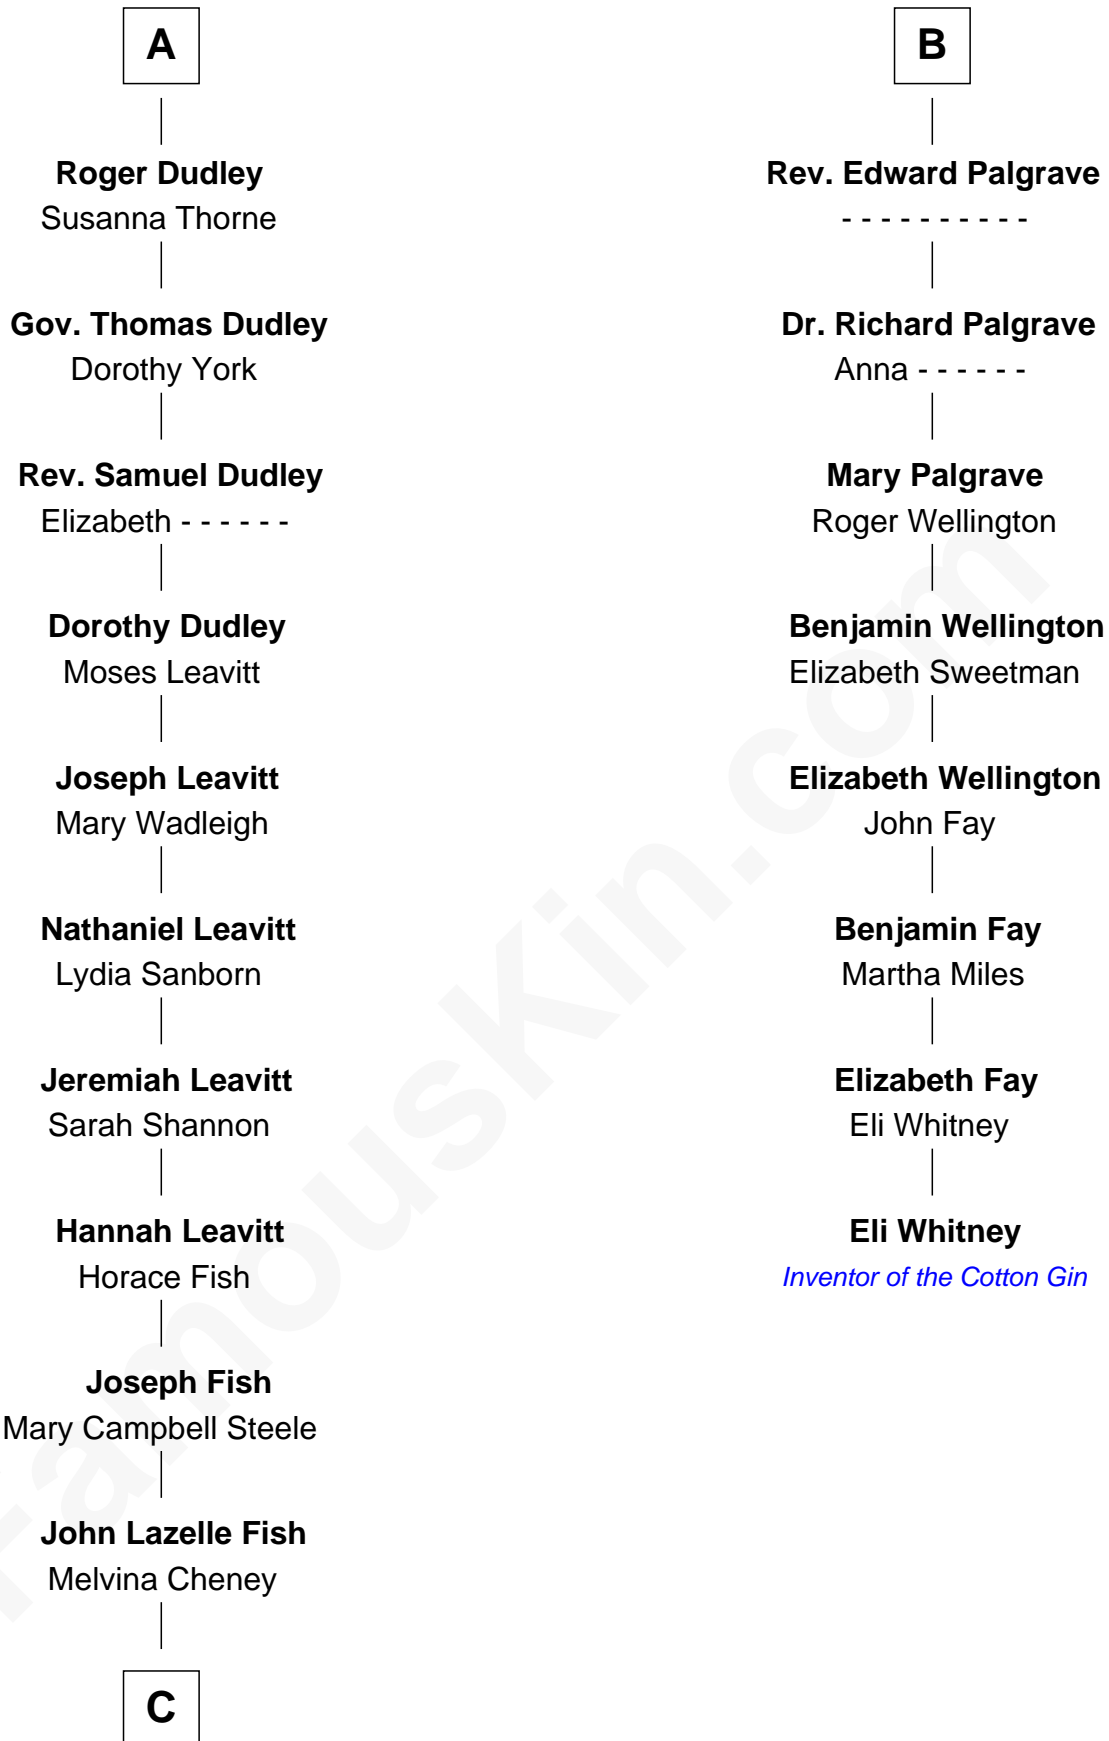 A
Roger Dudley
Susanna Thorne
Gov. Thomas Dudley
Dorothy York
Rev. Samuel Dudley
Elizabeth - - - - - -
Dorothy Dudley
Moses Leavitt
Joseph Leavitt
Mary Wadleigh
Nathaniel Leavitt
Lydia Sanborn
Jeremiah Leavitt
Sarah Shannon
Hannah Leavitt
Horace Fish
Joseph Fish
Mary Campbell Steele
John Lazelle Fish
Melvina Cheney
C
B
Rev. Edward Palgrave
- - - - - - - - - -
Dr. Richard Palgrave
Anna - - - - - -
Mary Palgrave
Roger Wellington
Benjamin Wellington
Elizabeth Sweetman
Elizabeth Wellington
John Fay
Benjamin Fay
Martha Miles
Elizabeth Fay
Eli Whitney
Eli Whitney
Inventor of the Cotton Gin
FamousKin.com